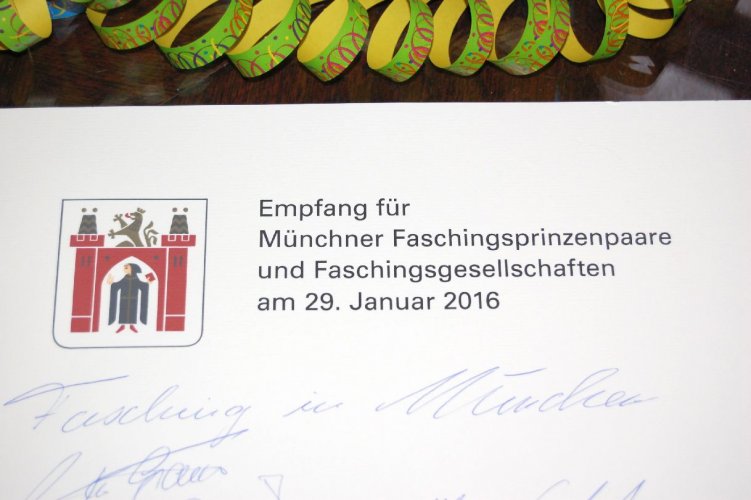 Empfang für
Münchner Faschingsprinzenpaare
und Faschingsgesellschaften
am 29. Januar 2016
Fasching in München